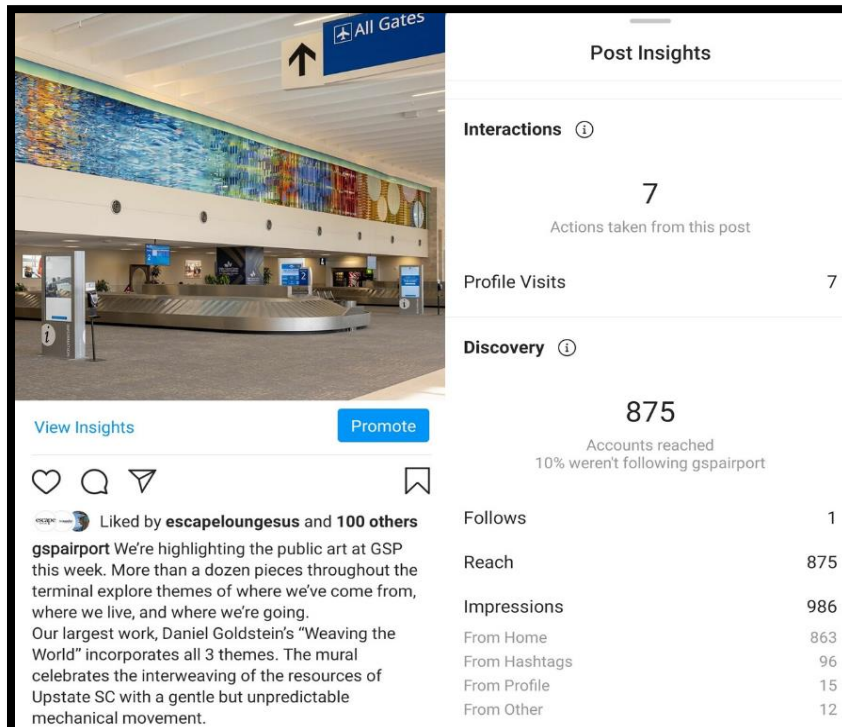 All Gates
2
i
i
View Insights
Promote
escape
Liked by escapeloungesus and 100 others
gspairport We’re highlighting the public art at GSP
this week. More than a dozen pieces throughout the
terminal explore themes of where we’ve come from,
where we live, and where we’re going.
Our largest work, Daniel Goldstein’s “Weaving the
World” incorporates all 3 themes. The mural
celebrates the interweaving of the resources of
Upstate SC with a gentle but unpredictable
mechanical movement.
Post Insights
Interactions
7
Actions taken from this post
Profile Visits 7
Discovery
875
Accounts reached
10% weren't following gspairport
Follows 1
Reach 875
Impressions 986
From Home 863
From Hashtags 96
From Profile 15
From Other 12